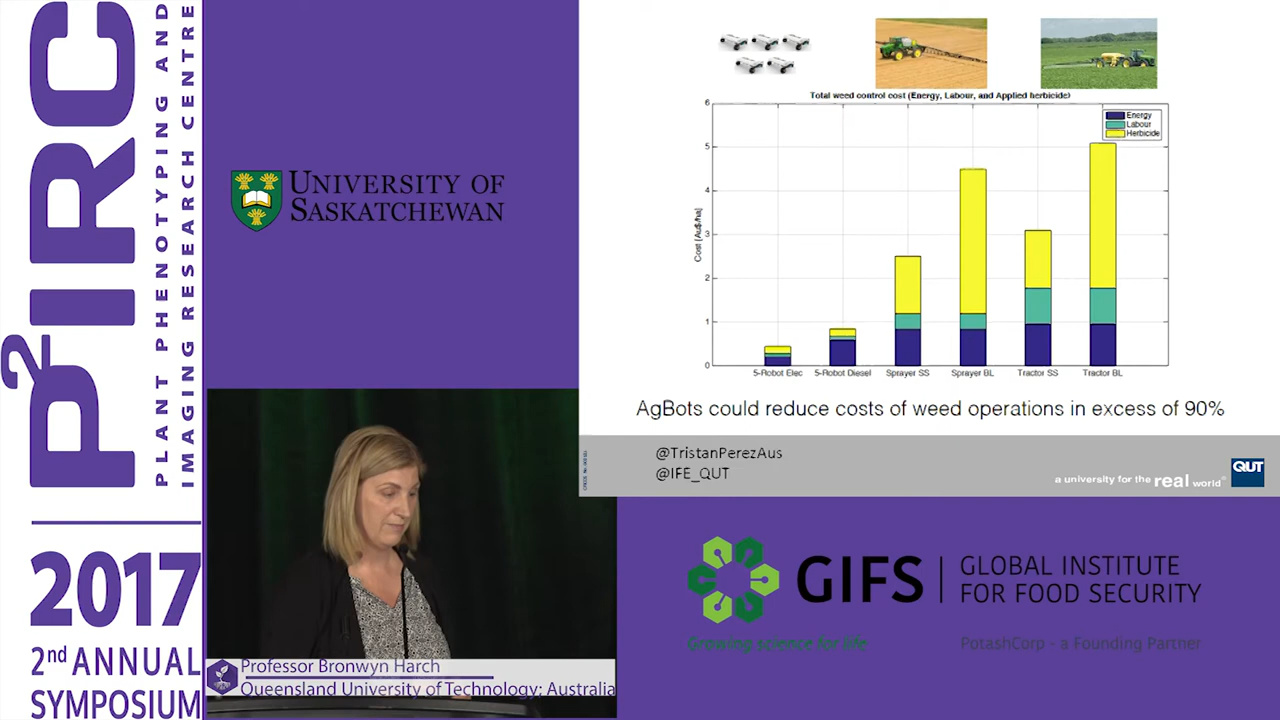 P²IRC
PLANT PHENOTYPING AND
IMAGING RESEARCH CENTRE
2017
2nd ANNUAL
SYMPOSIUM
UNIVERSITY OF
SASKATCHEWAN
Total weed control cost (Energy, Labour, and Applied herbicide)
Energy
Labour
Herbicide
Cost [Au$/ha]
6
5
4
3
2
1
0
5-Robot Elec
5-Robot Diesel
Sprayer SS
Sprayer BL
Tractor SS
Tractor BL
AgBots could reduce costs of weed operations in excess of 90%
@TristanPerezAus
@IFE_QUT
a university for the real world®
QUT
Professor Bronwyn Harch
Queensland University of Technology: Australia
GIFS
GLOBAL INSTITUTE
FOR FOOD SECURITY
Growing science for life
PotashCorp - a Founding Partner